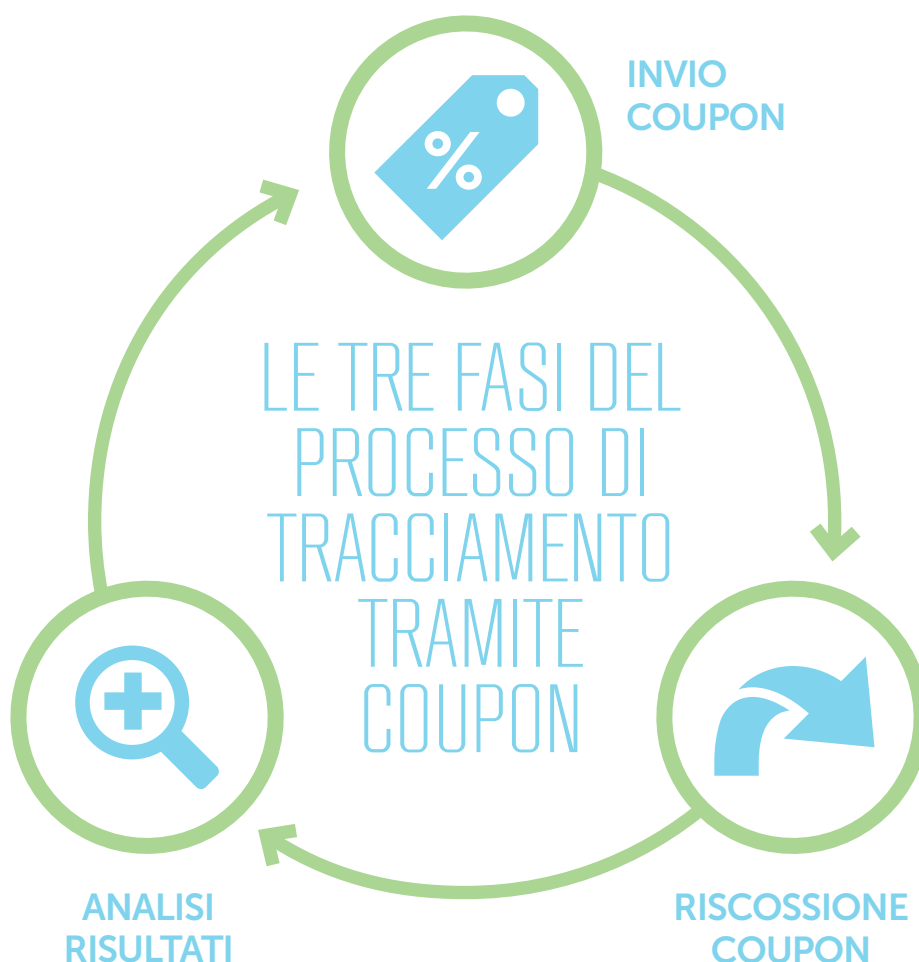 INVIO
COUPON
LE TRE FASI DEL
PROCESSO DI
TRACCIAMENTO
TRAMITE
COUPON
ANALISI
RISULTATI
RISCOSSIONE
COUPON